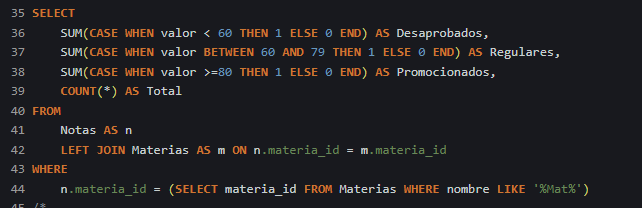 35 SELECT
36 SUM(CASE WHEN valor < 60 THEN 1 ELSE 0 END) AS Desaprobados,
37 SUM(CASE WHEN valor BETWEEN 60 AND 79 THEN 1 ELSE 0 END) AS Regulares,
38 SUM(CASE WHEN valor >=80 THEN 1 ELSE 0 END) AS Promocionados,
39 COUNT(*) AS Total
40 FROM
41 Notas AS n
42 LEFT JOIN Materias AS m ON n.materia_id = m.materia_id
43 WHERE
44 n.materia_id = (SELECT materia_id FROM Materias WHERE nombre LIKE '%Mat%')
45 /*